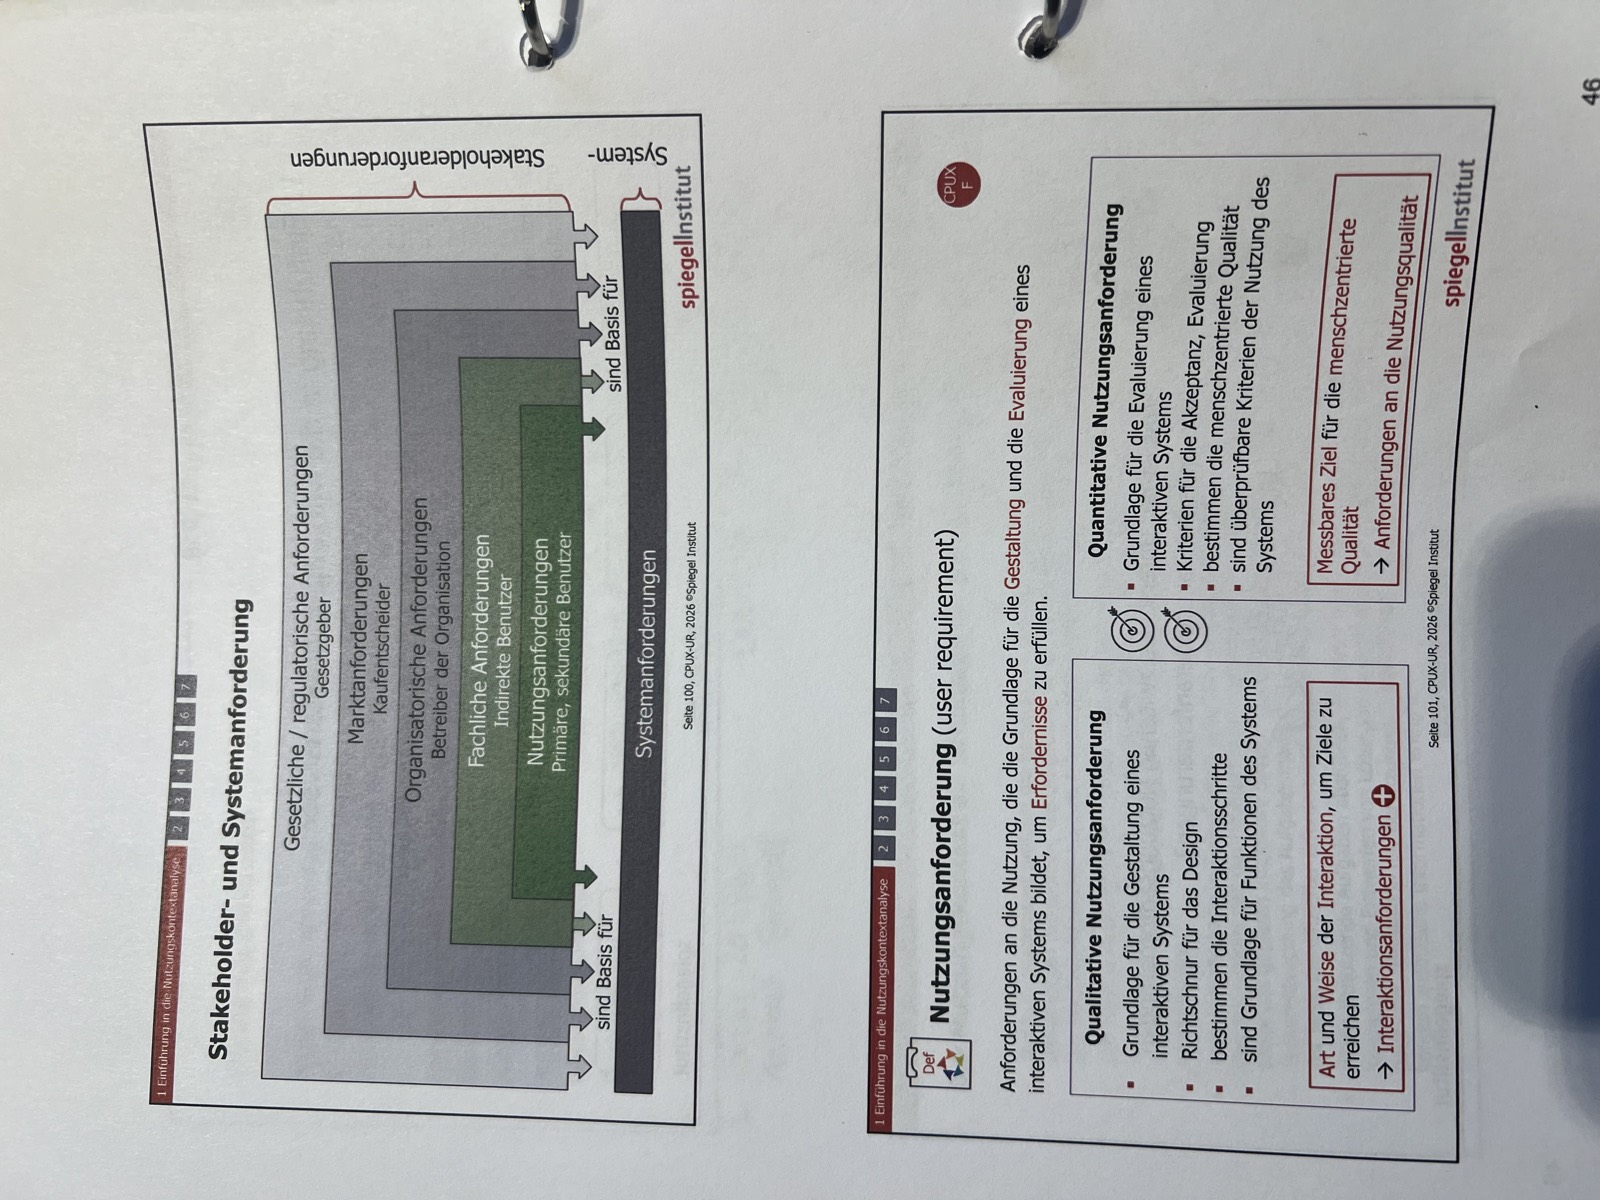 1 Einführung in die Nutzungskontextanalyse 2 3 4 5 6 7
Stakeholder- und Systemanforderung
Gesetzliche / regulatorische Anforderungen
Gesetzgeber
Marktanforderungen
Kaufentscheider
Organisatorische Anforderungen
Betreiber der Organisation
Fachliche Anforderungen
Indirekte Benutzer
Nutzungsanforderungen
Primäre, sekundäre Benutzer
sind Basis für
sind Basis für
Systemanforderungen
Stakeholderanforderungen
System-
Seite 100, CPUX-UR, 2026 ©Spiegel Institut
spiegelInstitut
1 Einführung in die Nutzungskontextanalyse 2 3 4 5 6 7
Def
Nutzungsanforderung (user requirement)
CPUX
F
Anforderungen an die Nutzung, die die Grundlage für die Gestaltung und die Evaluierung eines
interaktiven Systems bildet, um Erfordernisse zu erfüllen.
Qualitative Nutzungsanforderung
▪ Grundlage für die Gestaltung eines
interaktiven Systems
▪ Richtschnur für das Design
▪ bestimmen die Interaktionsschritte
▪ sind Grundlage für Funktionen des Systems
Art und Weise der Interaktion, um Ziele zu
erreichen
→ Interaktionsanforderungen
Quantitative Nutzungsanforderung
▪ Grundlage für die Evaluierung eines
interaktiven Systems
▪ Kriterien für die Akzeptanz, Evaluierung
▪ bestimmen die menschzentrierte Qualität
▪ sind überprüfbare Kriterien der Nutzung des
Systems
Messbares Ziel für die menschzentrierte
Qualität
→ Anforderungen an die Nutzungsqualität
Seite 101, CPUX-UR, 2026 ©Spiegel Institut
spiegelInstitut
46